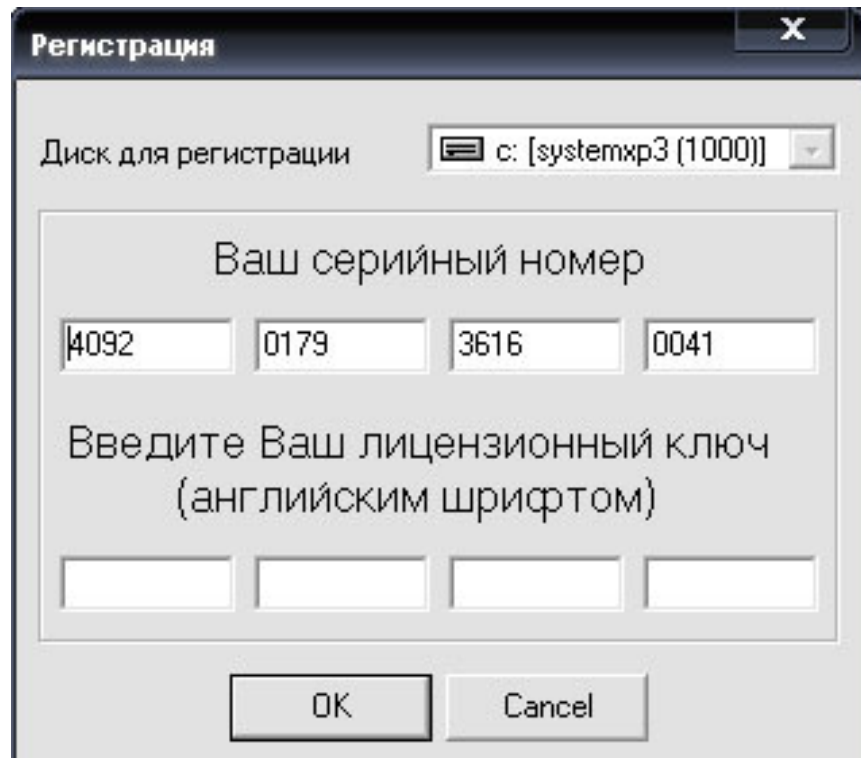 Регистрация
X
Диск для регистрации c: [systemxp3 (1000)]
Ваш серийный номер
4092 0179 3616 0041
Введите Ваш лицензионный ключ
(английским шрифтом)
OK Cancel